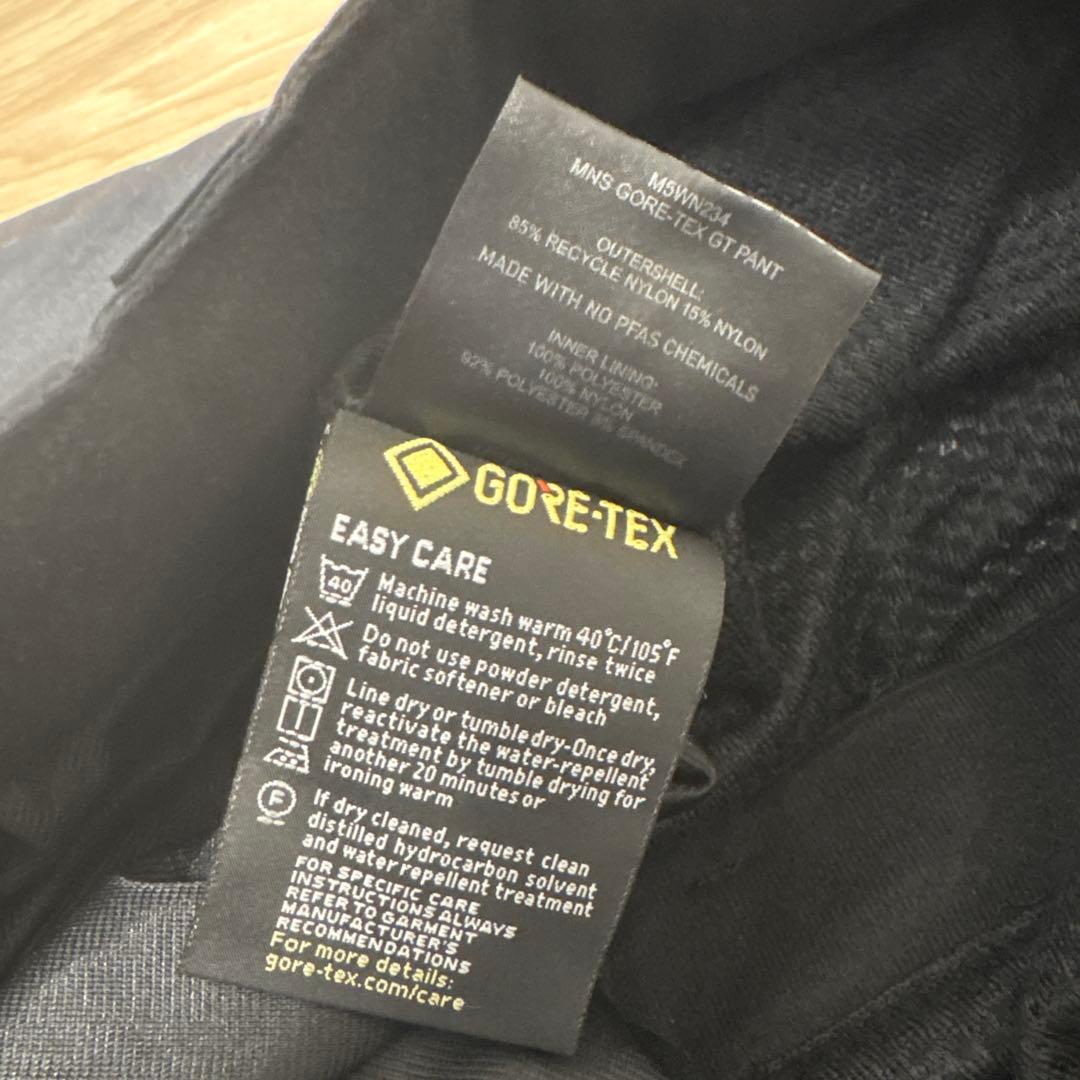 M5WN234
MNS GORE-TEX GT PANT
OUTERSHELL:
85% RECYCLE NYLON 15% NYLON
MADE WITH NO PFAS CHEMICALS
INNER LINING:
100% POLYESTER
100% NYLON
92% POLYESTER 8% SPANDEX
GORE-TEX
EASY CARE
40
Machine wash warm 40°C/105°F
liquid detergent, rinse twice
Do not use powder detergent,
fabric softener or bleach
Line dry or tumble dry-Once dry,
reactivate the water-repellent
treatment by tumble drying for
another 20 minutes or
ironing warm
F
If dry cleaned, request clean
distilled hydrocarbon solvent
and water repellent treatment
FOR SPECIFIC CARE
INSTRUCTIONS ALWAYS
REFER TO GARMENT
MANUFACTURER'S
RECOMMENDATIONS
For more details:
gore-tex.com/care